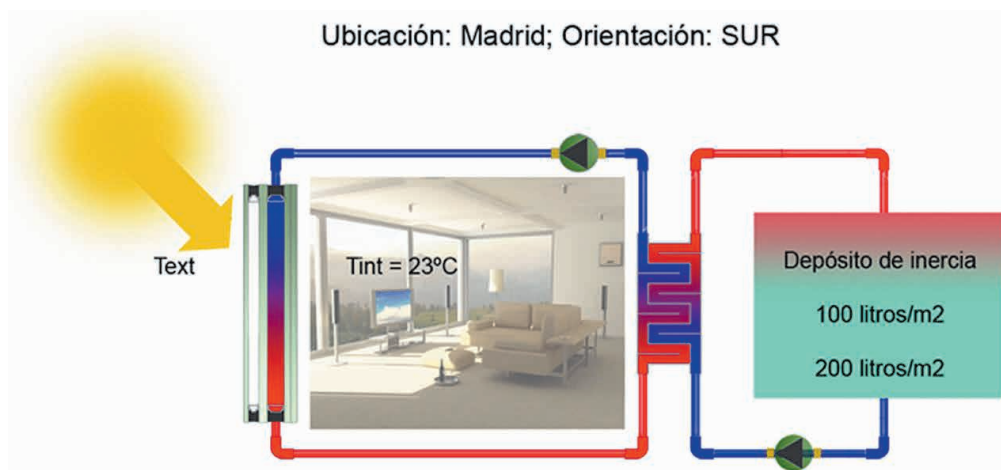 Ubicación: Madrid; Orientación: SUR
Text
Tint = 23ºC
Depósito de inercia
100 litros/m2
200 litros/m2